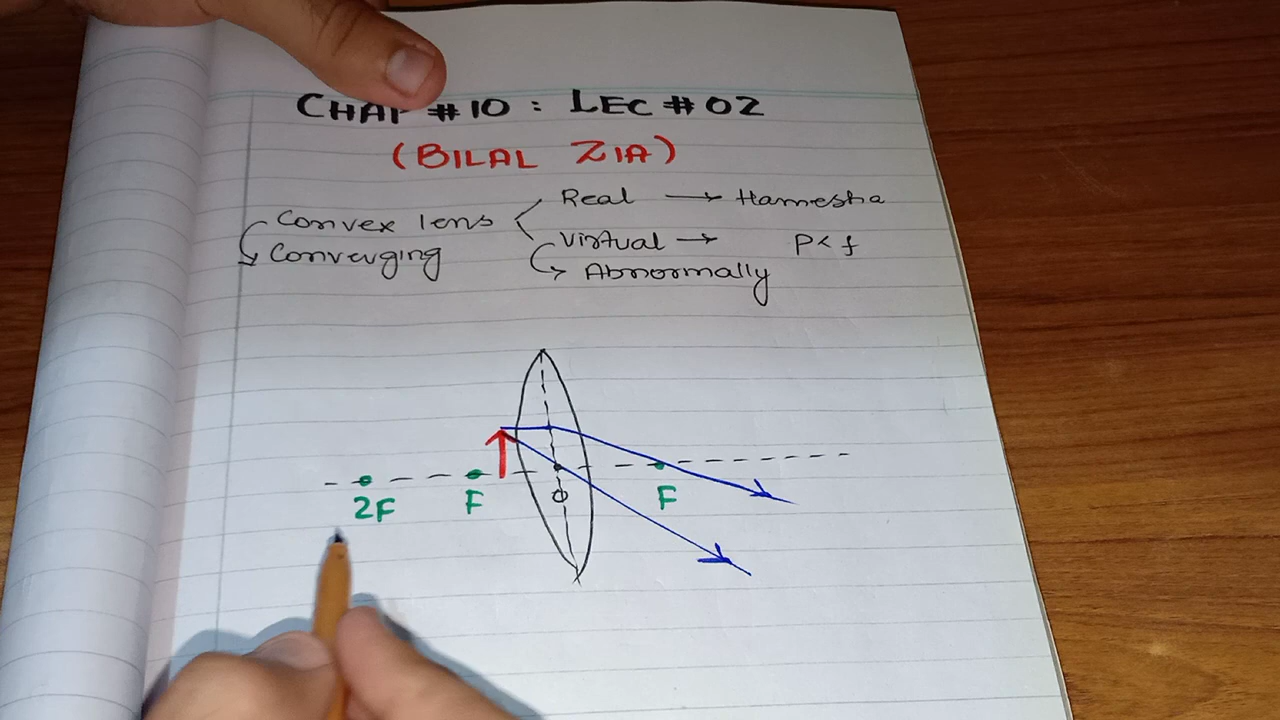 CHAP #10 : LEC #02
(BILAL ZIA)
Convex lens
Converging
Real → Hamesha
Virtual → P < f
Abnormally
2F F F
O